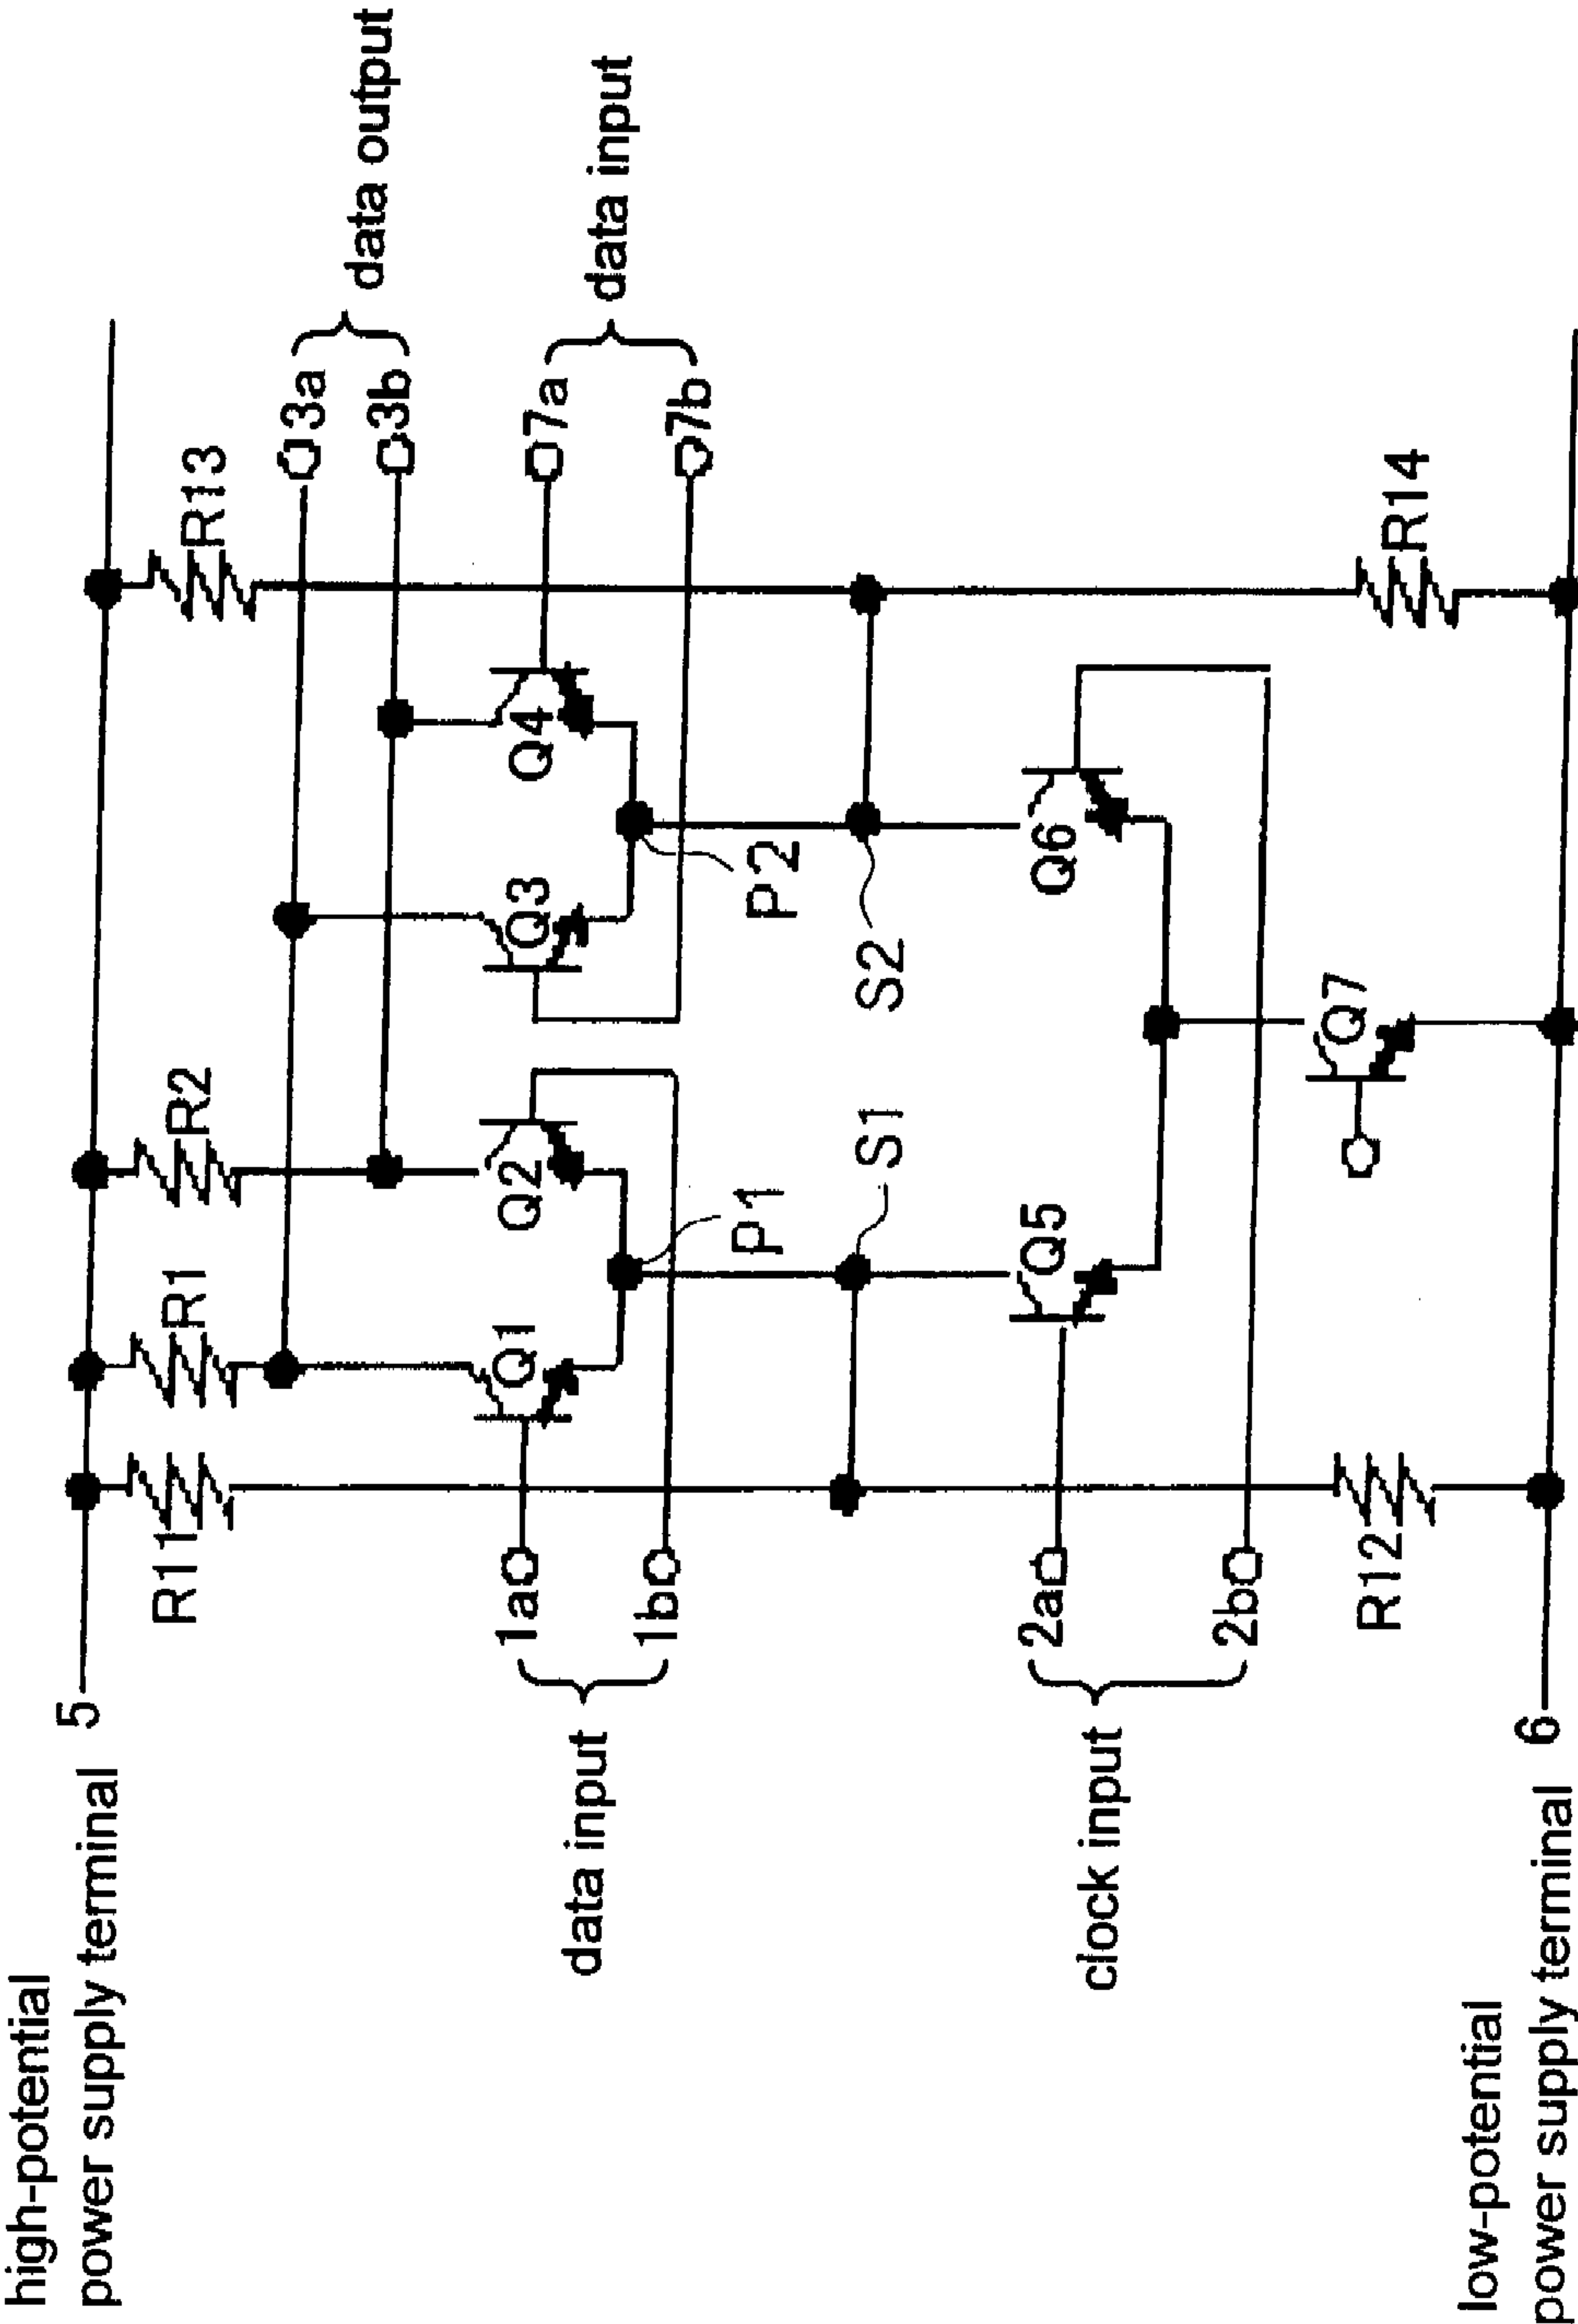 high-potential
power supply terminal 5
R11
R1
R2
R13
3a
3b
data output
1a
1b
data input
Q1
Q2
Q3
Q4
7a
7b
data input
P1
P2
S1
S2
2a
2b
clock input
Q5
Q6
Q7
R12
R14
low-potential
power supply terminal 6